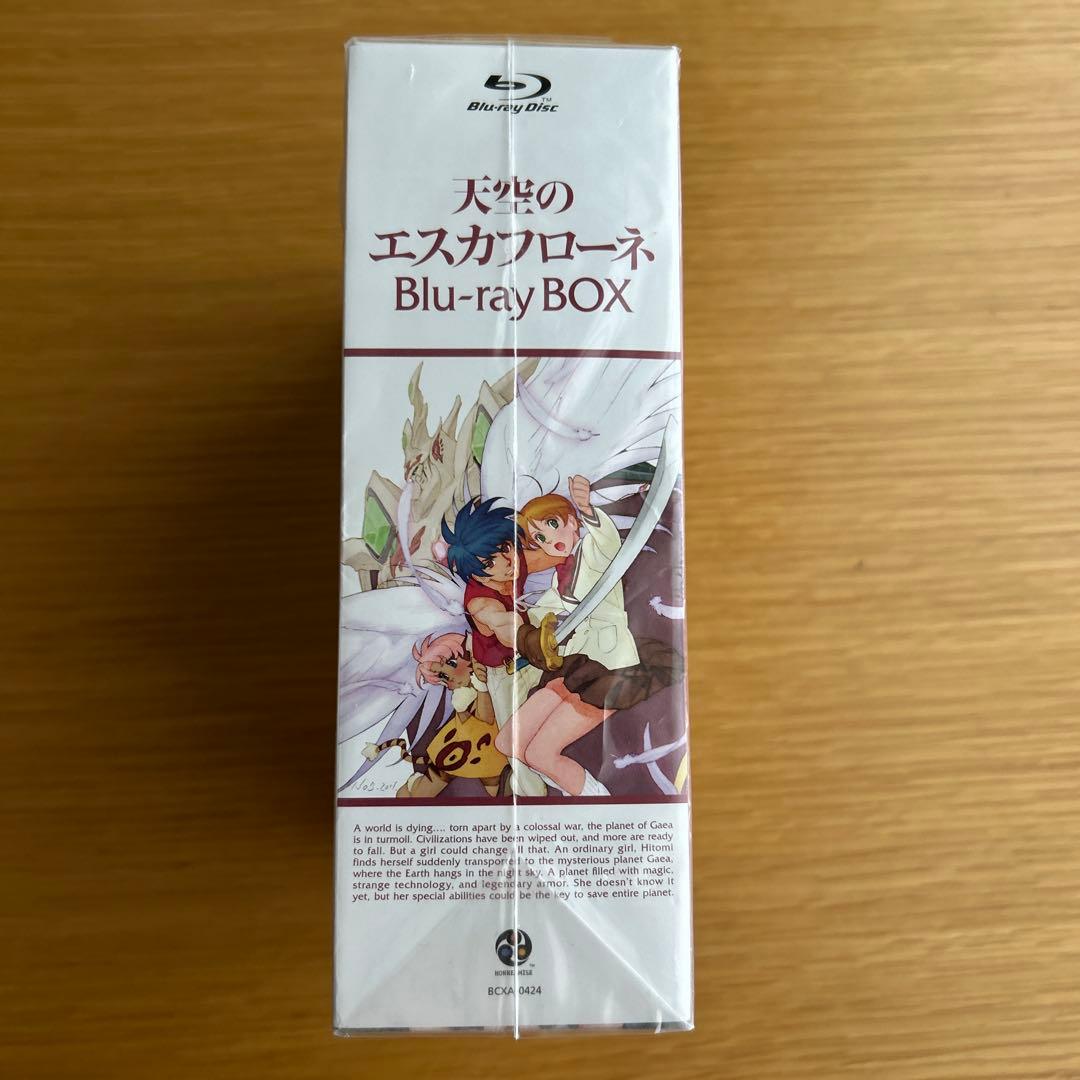 Blu-ray Disc™
天空の
エスカフローネ
Blu-ray BOX
A world is dying.... torn apart by a colossal war, the planet of Gaea
is in turmoil. Civilizations have been wiped out, and more are ready
to fall. But a girl could change all that. An ordinary girl, Hitomi
finds herself suddenly transported to the mysterious planet Gaea,
where the Earth hangs in the night sky. A planet filled with magic,
strange technology, and legendary armor. She doesn't know it
yet, but her special abilities could be the key to save entire planet.
BCXA-0424